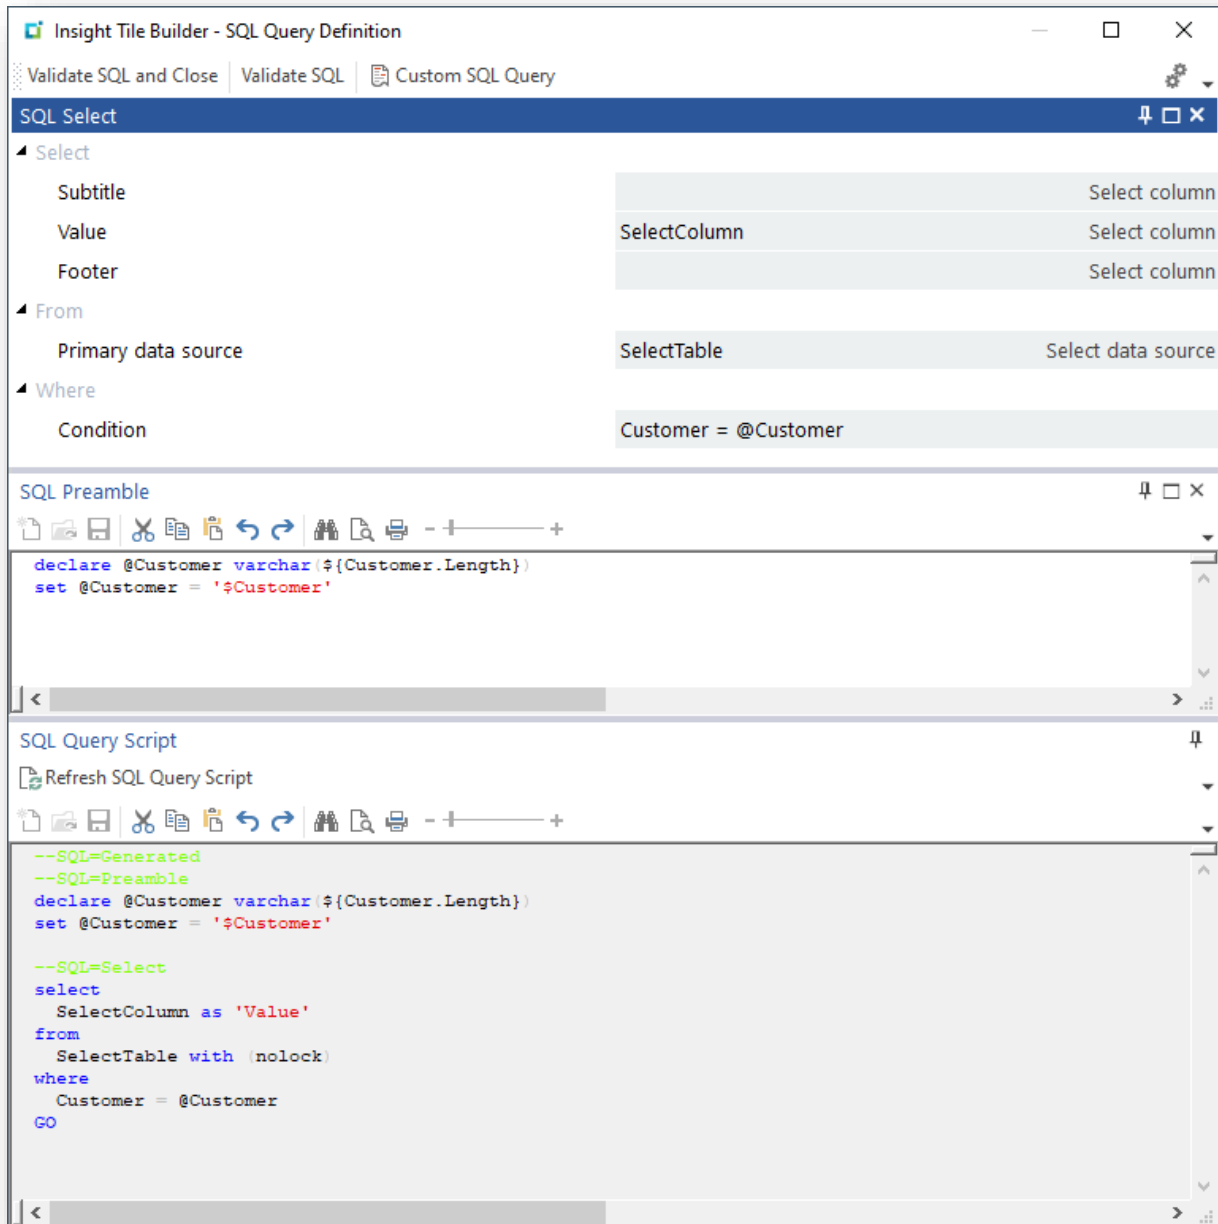 Insight Tile Builder - SQL Query Definition
Validate SQL and Close Validate SQL Custom SQL Query
SQL Select
Select
Subtitle Select column
Value SelectColumn Select column
Footer Select column
From
Primary data source SelectTable Select data source
Where
Condition Customer = @Customer
SQL Preamble
declare @Customer varchar(${Customer.Length})
set @Customer = '$Customer'
SQL Query Script
Refresh SQL Query Script
--SQL=Generated
--SQL=Preamble
declare @Customer varchar(${Customer.Length})
set @Customer = '$Customer'
--SQL=Select
select
SelectColumn as 'Value'
from
SelectTable with (nolock)
where
Customer = @Customer
GO